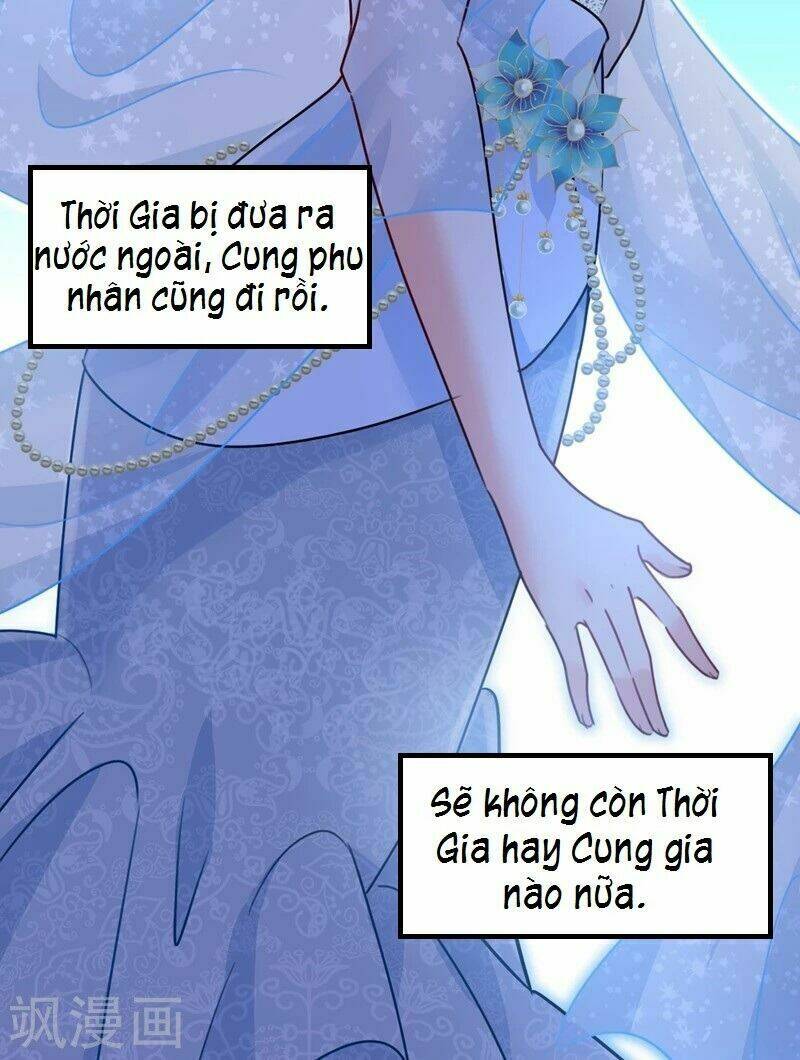 Thời Gia bị đưa ra
nước ngoài, Cung phu
nhân cũng đi rồi.
Sẽ không còn Thời
Gia hay Cung gia
nào nữa.
飒漫画